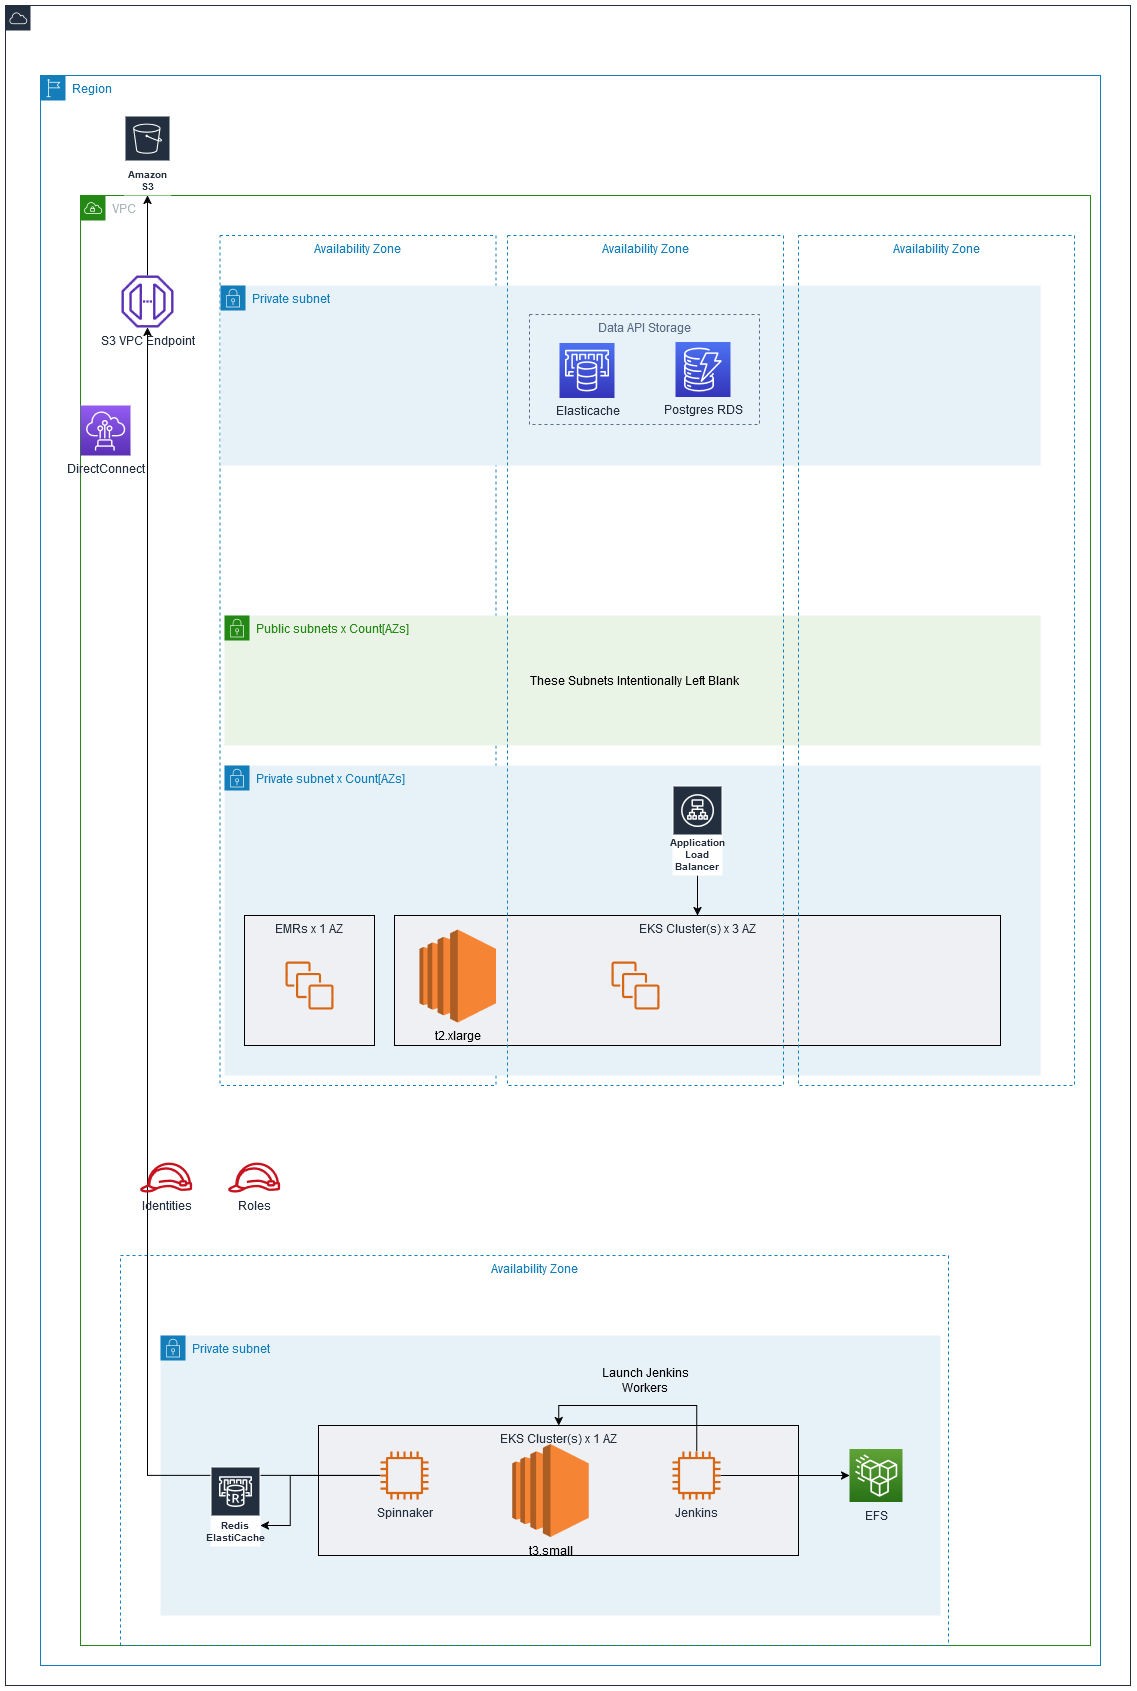 Region
Amazon
S3
VPC
Availability Zone
Availability Zone
Availability Zone
S3 VPC Endpoint
Private subnet
Data API Storage
Elasticache
Postgres RDS
DirectConnect
Public subnets x Count[AZs]
These Subnets Intentionally Left Blank
Private subnet x Count[AZs]
Application
Load
Balancer
EMRs x 1 AZ
EKS Cluster(s) x 3 AZ
t2.xlarge
Identities
Roles
Availability Zone
Private subnet
Launch Jenkins
Workers
EKS Cluster(s) x 1 AZ
R
Redis
ElastiCache
Spinnaker
t3.small
Jenkins
EFS